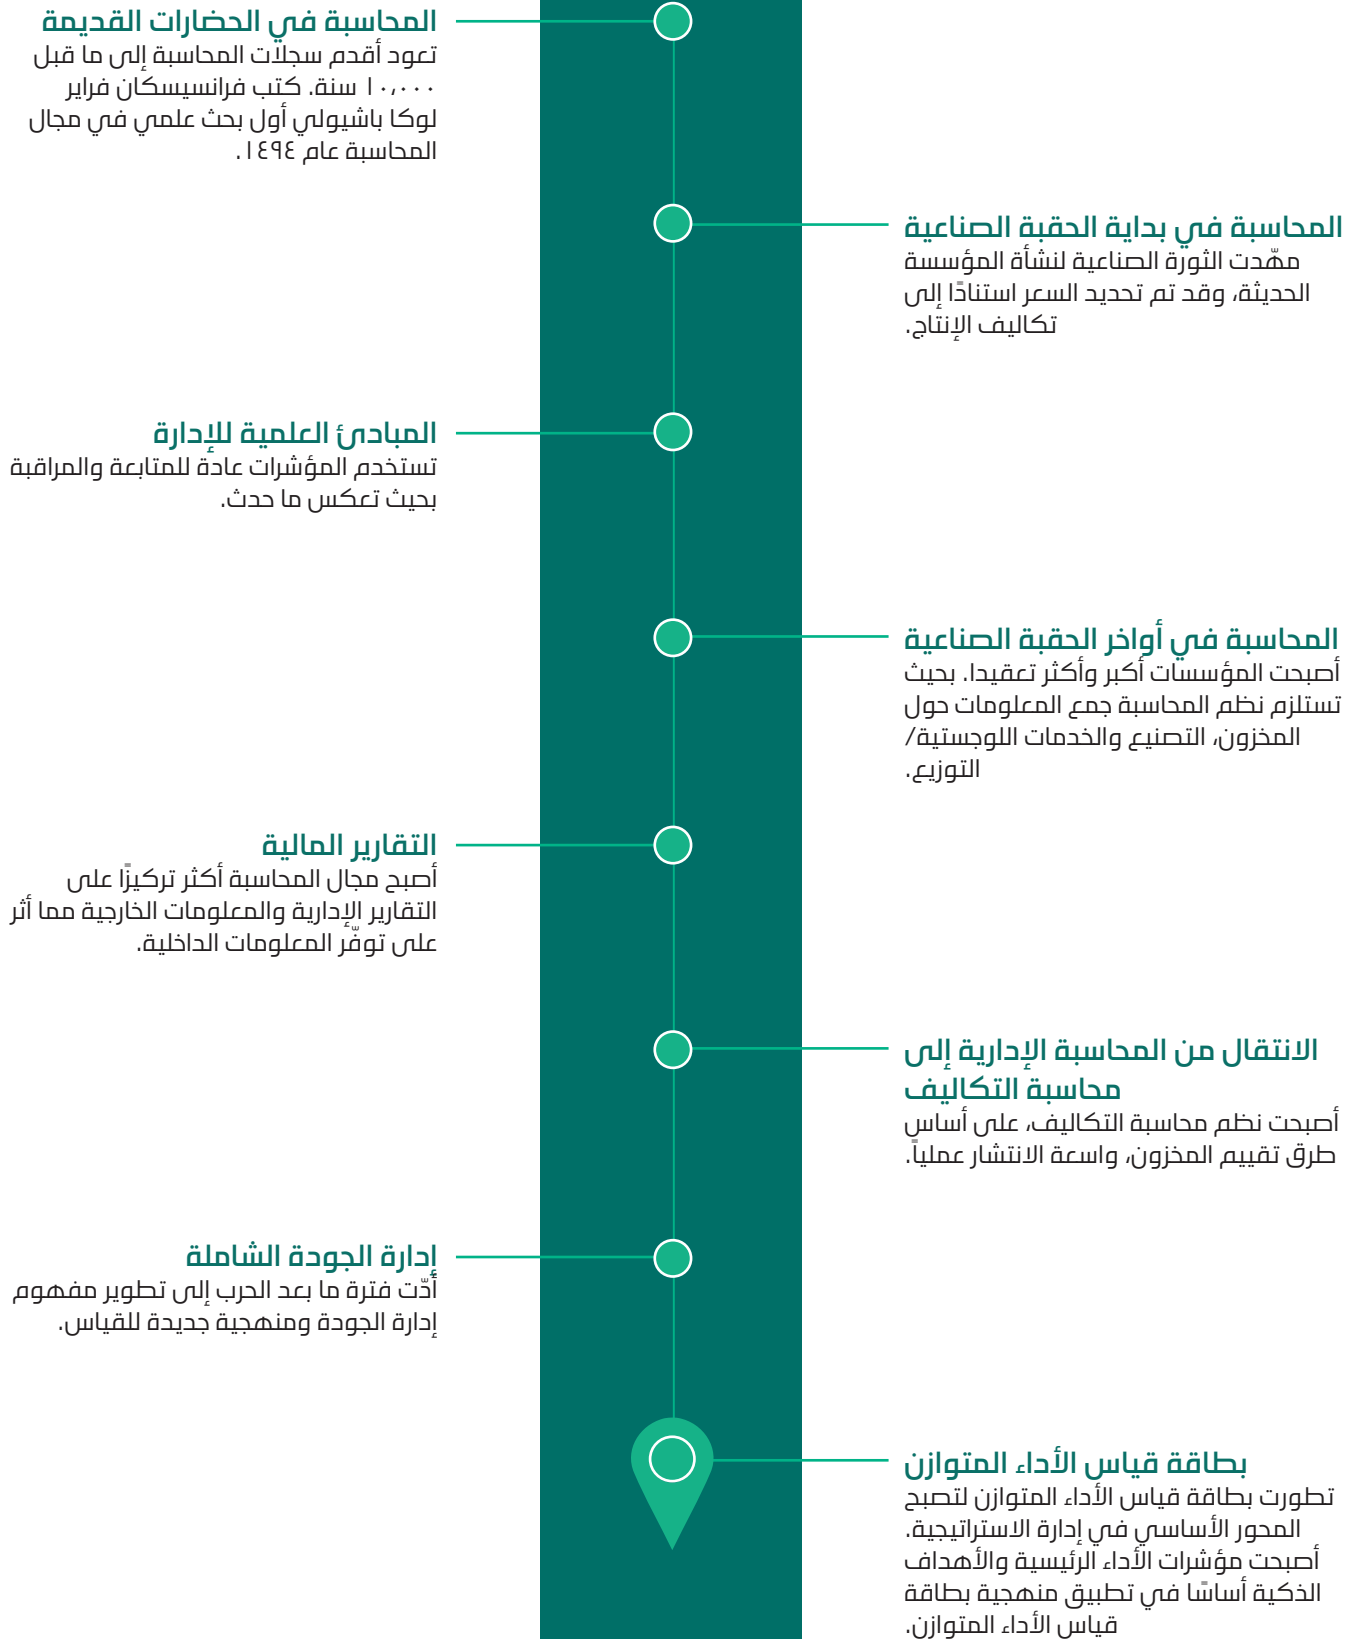 المحاسبة في الحضارات القديمة
تعود أقدم سجلات المحاسبة إلى ما قبل
١٠،٠٠٠ سنة. كتب فرانسيسكان فراير
لوكا باشيولي أول بحث علمي في مجال
المحاسبة عام ١٤٩٤.
المحاسبة في بداية الحقبة الصناعية
مهّدت الثورة الصناعية لنشأة المؤسسة
الحديثة، وقد تم تحديد السعر استنادًا إلى
تكاليف الإنتاج.
المبادئ العلمية للإدارة
تستخدم المؤشرات عادة للمتابعة والمراقبة
بحيث تعكس ما حدث.
المحاسبة في أواخر الحقبة الصناعية
أصبحت المؤسسات أكبر وأكثر تعقيدا. بحيث
تستلزم نظم المحاسبة جمع المعلومات حول
المخزون، التصنيع والخدمات اللوجستية/
التوزيع.
التقارير المالية
أصبح مجال المحاسبة أكثر تركيزًا على
التقارير الإدارية والمعلومات الخارجية مما أثر
على توفّر المعلومات الداخلية.
الانتقال من المحاسبة الإدارية إلى
محاسبة التكاليف
أصبحت نظم محاسبة التكاليف، على أساس
طرق تقييم المخزون، واسعة الانتشار عملياً.
إدارة الجودة الشاملة
أدّت فترة ما بعد الحرب إلى تطوير مفهوم
إدارة الجودة ومنهجية جديدة للقياس.
بطاقة قياس الأداء المتوازن
تطورت بطاقة قياس الأداء المتوازن لتصبح
المحور الأساسي في إدارة الاستراتيجية.
أصبحت مؤشرات الأداء الرئيسية والأهداف
الذكية أساسًا في تطبيق منهجية بطاقة
قياس الأداء المتوازن.